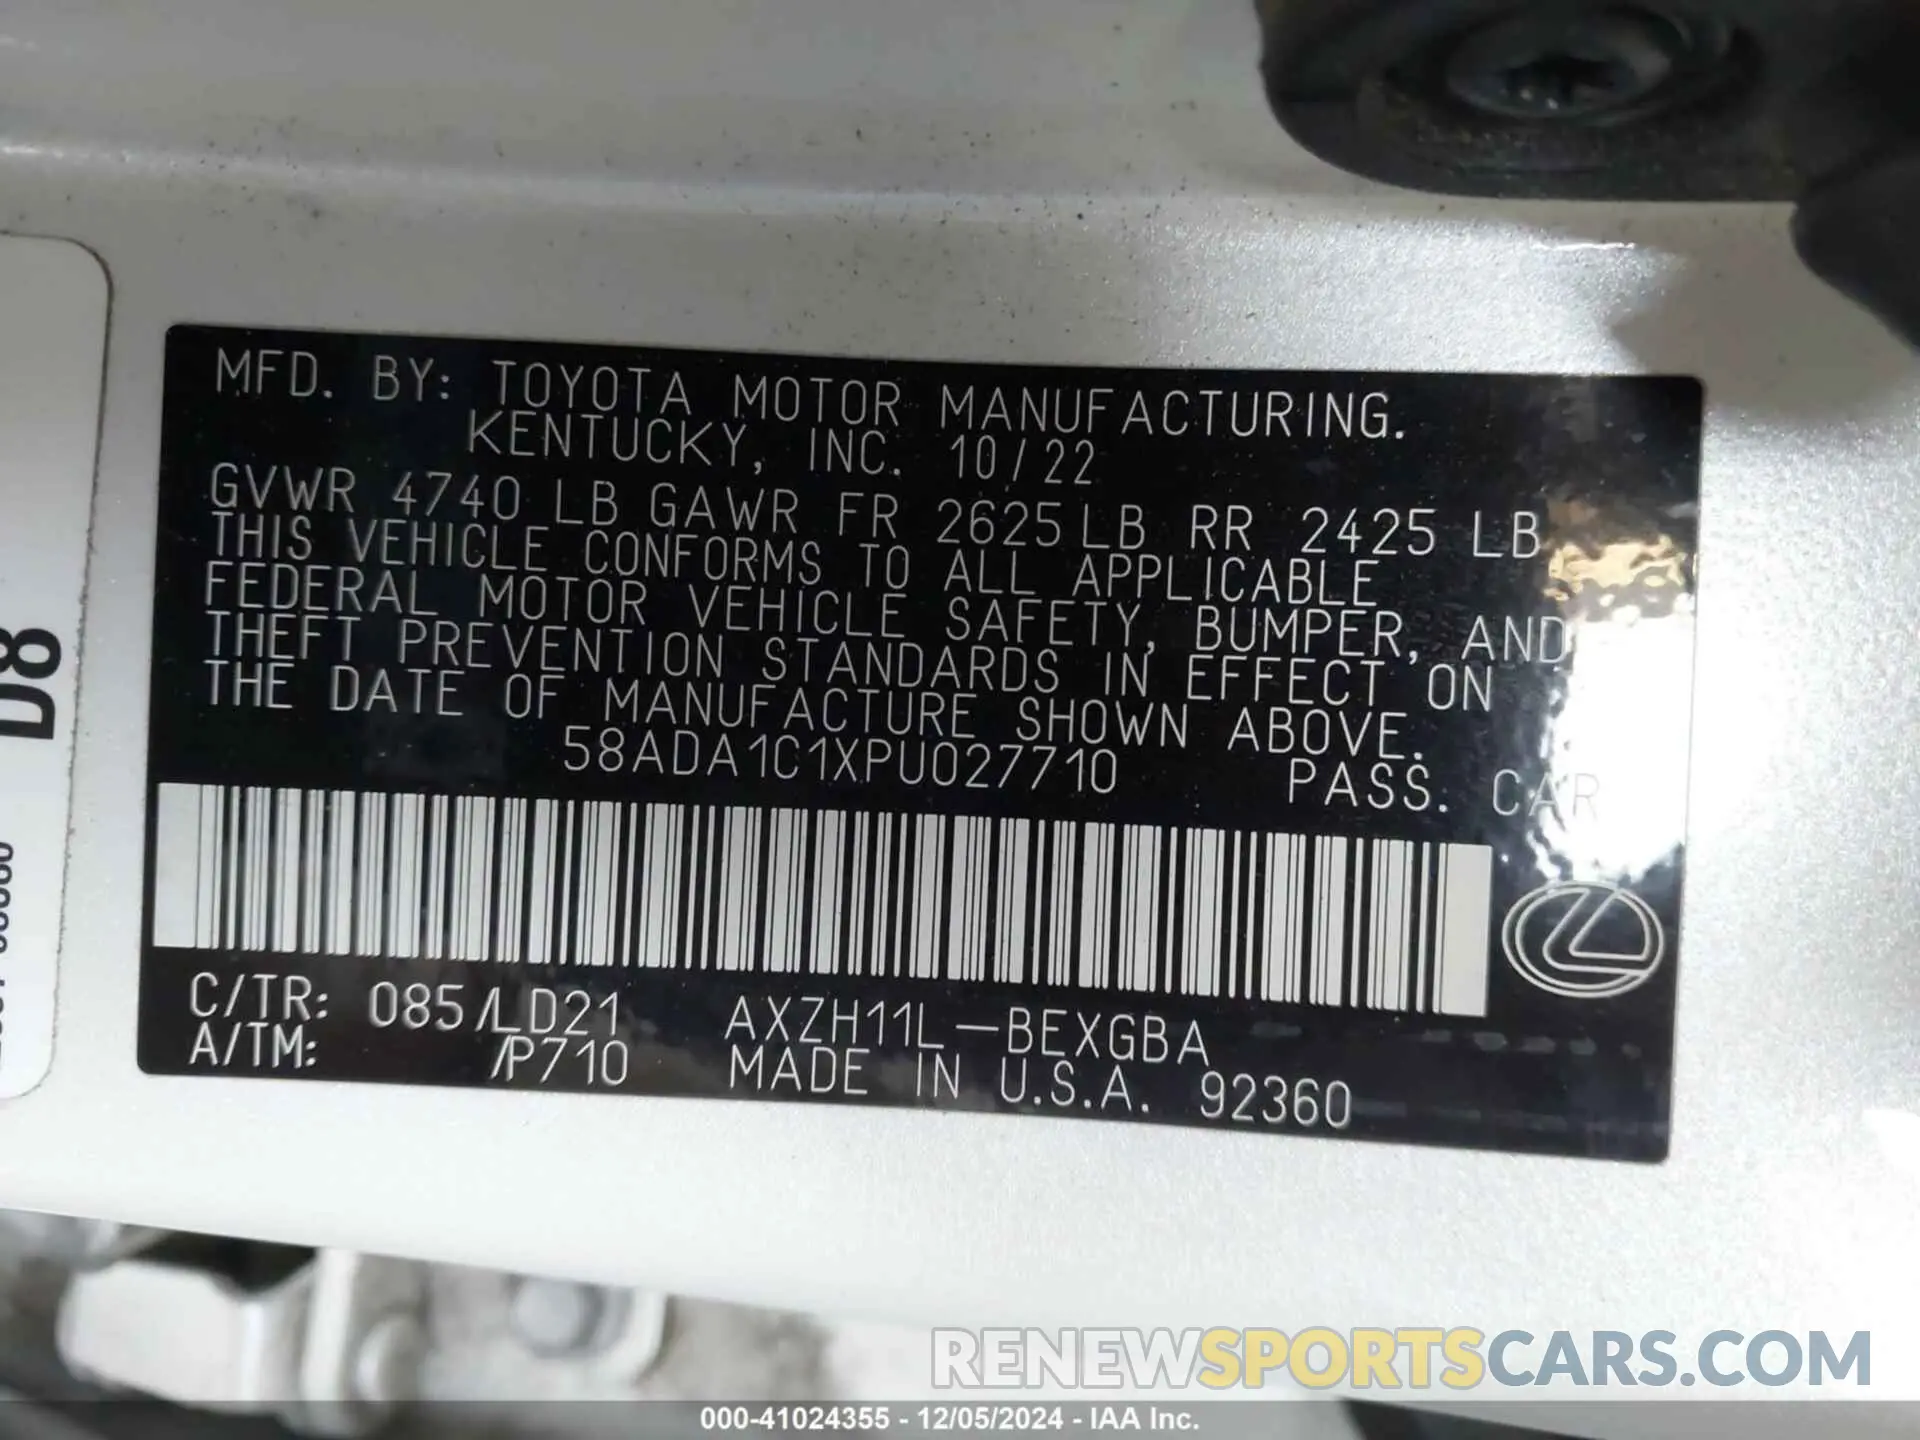 MFD. BY: TOYOTA MOTOR MANUFACTURING.
KENTUCKY, INC. 10/22
GVWR 4740 LB GAWR FR 2625 LB RR 2425 LB
THIS VEHICLE CONFORMS TO ALL APPLICABLE
FEDERAL MOTOR VEHICLE SAFETY, BUMPER, AND
THEFT PREVENTION STANDARDS IN EFFECT ON
THE DATE OF MANUFACTURE SHOWN ABOVE.
58ADA1C1XPU027710 PASS. CAR
C/TR: 085/LD21 AXZH11L-BEXGBA
A/TM: /P710 MADE IN U.S.A. 92360
D8
RENEWSPORTSCARS.COM
000-41024355 - 12/05/2024 - IAA Inc.